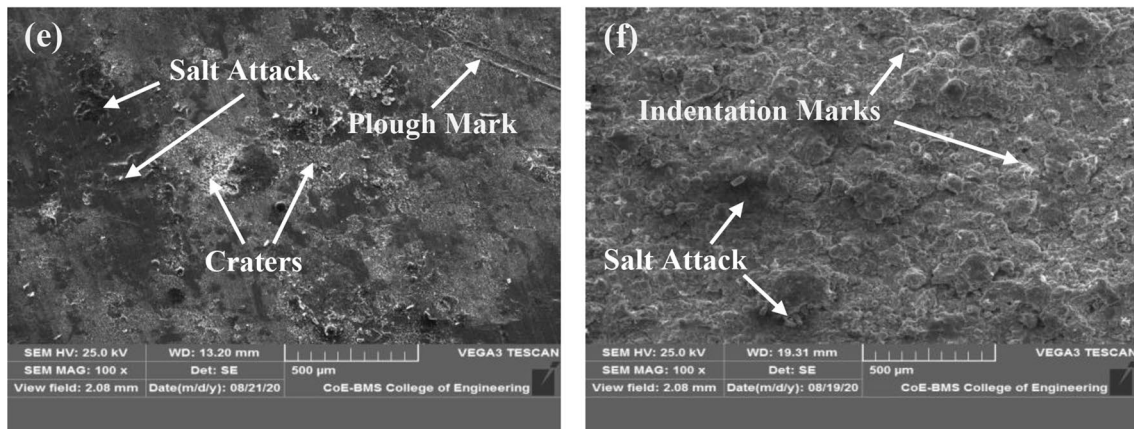 (e)
Salt Attack
Plough Mark
Craters
SEM HV: 25.0 kV WD: 13.20 mm VEGA3 TESCAN
SEM MAG: 100 x Det: SE 500 µm
View field: 2.08 mm Date(m/d/y): 08/21/20 CoE-BMS College of Engineering
(f)
Indentation Marks
Salt Attack
SEM HV: 25.0 kV WD: 19.31 mm VEGA3 TESCAN
SEM MAG: 100 x Det: SE 500 µm
View field: 2.08 mm Date(m/d/y): 08/19/20 CoE-BMS College of Engineering